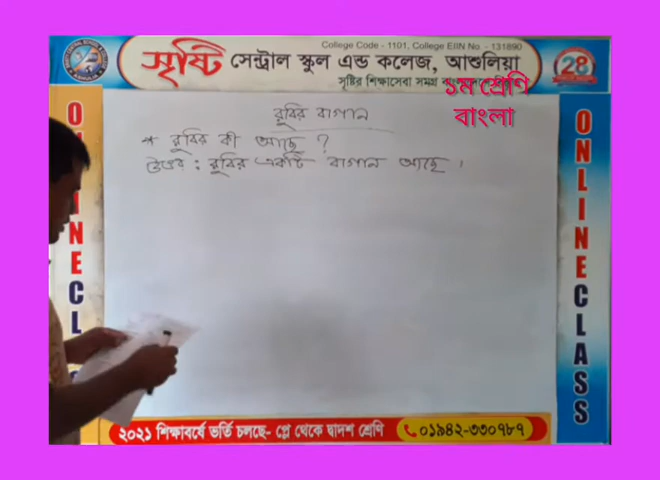 College Code - 1101, College EIIN No - 131890
সৃষ্টি সেন্ট্রাল স্কুল এন্ড কলেজ, আশুলিয়া
সৃষ্টির শিক্ষাসেবা সমগ্র
28
১ম শ্রেণি
বাংলা
রুবির বাগান
* রুবির কী আছে ?
উত্তর : রুবির একটি বাগান আছে ।
ONLINE CLASS
২০২১ শিক্ষাবর্ষে ভর্তি চলছে- প্লে থেকে দ্বাদশ শ্রেণি
০১৯৪২-৩৩০৭৮৭